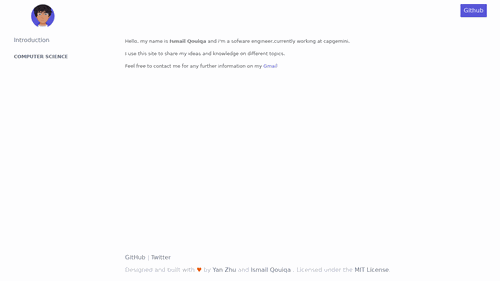 Github
Introduction
COMPUTER SCIENCE
Hello, my name is Ismail Qouiqa and i'm a sofware engineer,currently working at capgemini.
I use this site to share my ideas and knowledge on different topics.
Feel free to contact me for any further information on my Gmail
GitHub | Twitter
Designed and built with ♥ by Yan Zhu and Ismail Qouiqa . Licensed under the MIT License